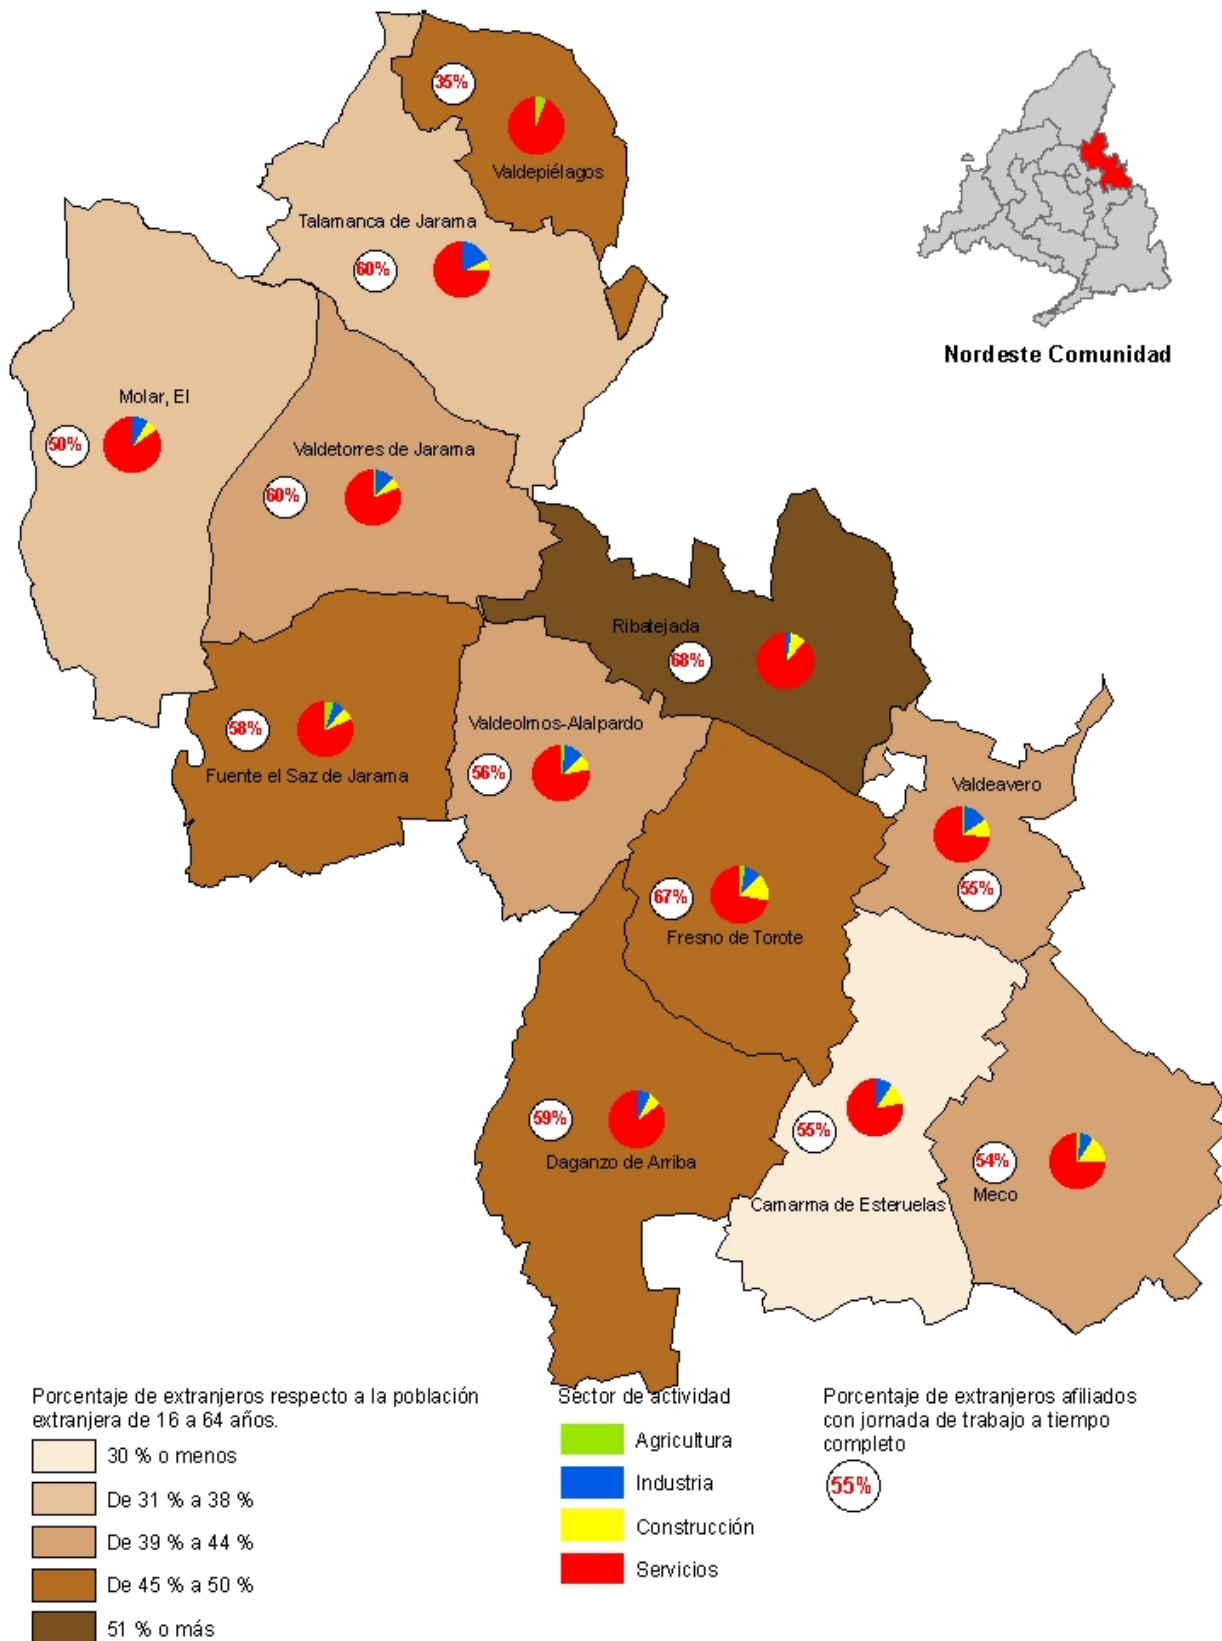 35%
Valdepiélagos
Talamanca de Jarama
60%
Nordeste Comunidad
Molar, El
50%
Valdetorres de Jarama
60%
Ribatejada
68%
Valdeolmos-Alalpardo
58%
56%
Fuente el Saz de Jarama
Valdeavero
55%
67%
Fresno de Torote
59%
Daganzo de Arriba
55%
Camarma de Esteruelas
54%
Meco
Porcentaje de extranjeros respecto a la población
extranjera de 16 a 64 años.
30 % o menos
De 31 % a 38 %
De 39 % a 44 %
De 45 % a 50 %
51 % o más
Sector de actividad
Agricultura
Industria
Construcción
Servicios
Porcentaje de extranjeros afiliados
con jornada de trabajo a tiempo
completo
55%